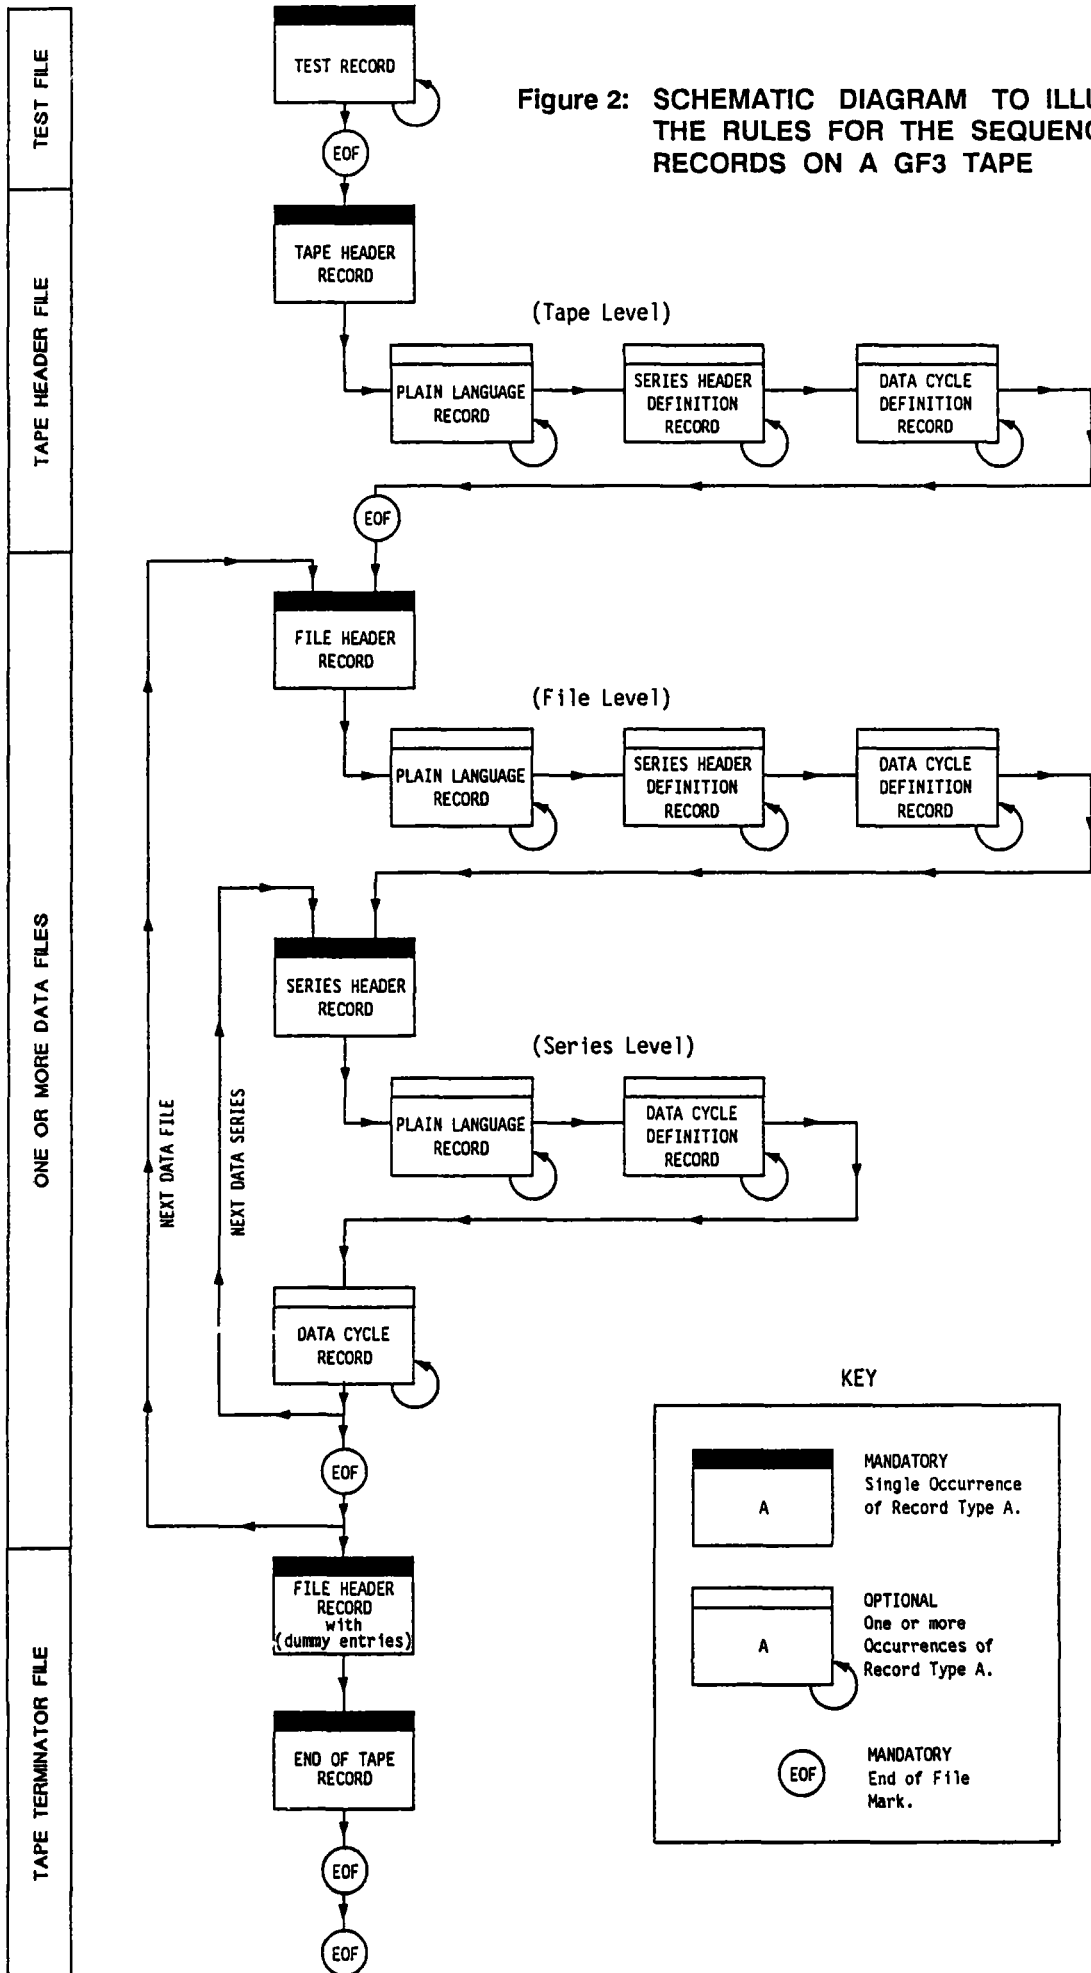 TEST FILE
TEST RECORD
EOF
Figure 2: SCHEMATIC DIAGRAM TO
THE RULES FOR THE
RECORDS ON A GF3 TAPE
TAPE HEADER FILE
TAPE HEADER
RECORD
(Tape Level)
PLAIN LANGUAGE
RECORD
SERIES HEADER
DEFINITION
RECORD
DATA CYCLE
DEFINITION
RECORD
EOF
ONE OR MORE DATA FILES
FILE HEADER
RECORD
(File Level)
PLAIN LANGUAGE
RECORD
SERIES HEADER
DEFINITION
RECORD
DATA CYCLE
DEFINITION
RECORD
NEXT DATA FILE
NEXT DATA SERIES
SERIES HEADER
RECORD
(Series Level)
PLAIN LANGUAGE
RECORD
DATA CYCLE
DEFINITION
RECORD
DATA CYCLE
RECORD
EOF
TAPE TERMINATOR FILE
FILE HEADER
RECORD
with
(dummy entries)
END OF TAPE
RECORD
EOF
EOF
KEY
A
MANDATORY
Single Occurrence
of Record Type A.
A
OPTIONAL
One or more
Occurrences of
Record Type A.
EOF
MANDATORY
End of File
Mark.